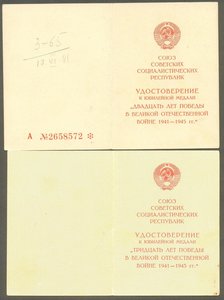 3-65
А №2658572 ✻
СОЮЗ
СОВЕТСКИХ
СОЦИАЛИСТИЧЕСКИХ
РЕСПУБЛИК
УДОСТОВЕРЕНИЕ
К ЮБИЛЕЙНОЙ МЕДАЛИ
„ДВАДЦАТЬ ЛЕТ ПОБЕДЫ
В ВЕЛИКОЙ ОТЕЧЕСТВЕННОЙ
ВОЙНЕ 1941—1945 гг.“
СОЮЗ
СОВЕТСКИХ
СОЦИАЛИСТИЧЕСКИХ
РЕСПУБЛИК
УДОСТОВЕРЕНИЕ
К ЮБИЛЕЙНОЙ МЕДАЛИ
„ТРИДЦАТЬ ЛЕТ ПОБЕДЫ
В ВЕЛИКОЙ ОТЕЧЕСТВЕННОЙ
ВОЙНЕ 1941—1945 гг.“